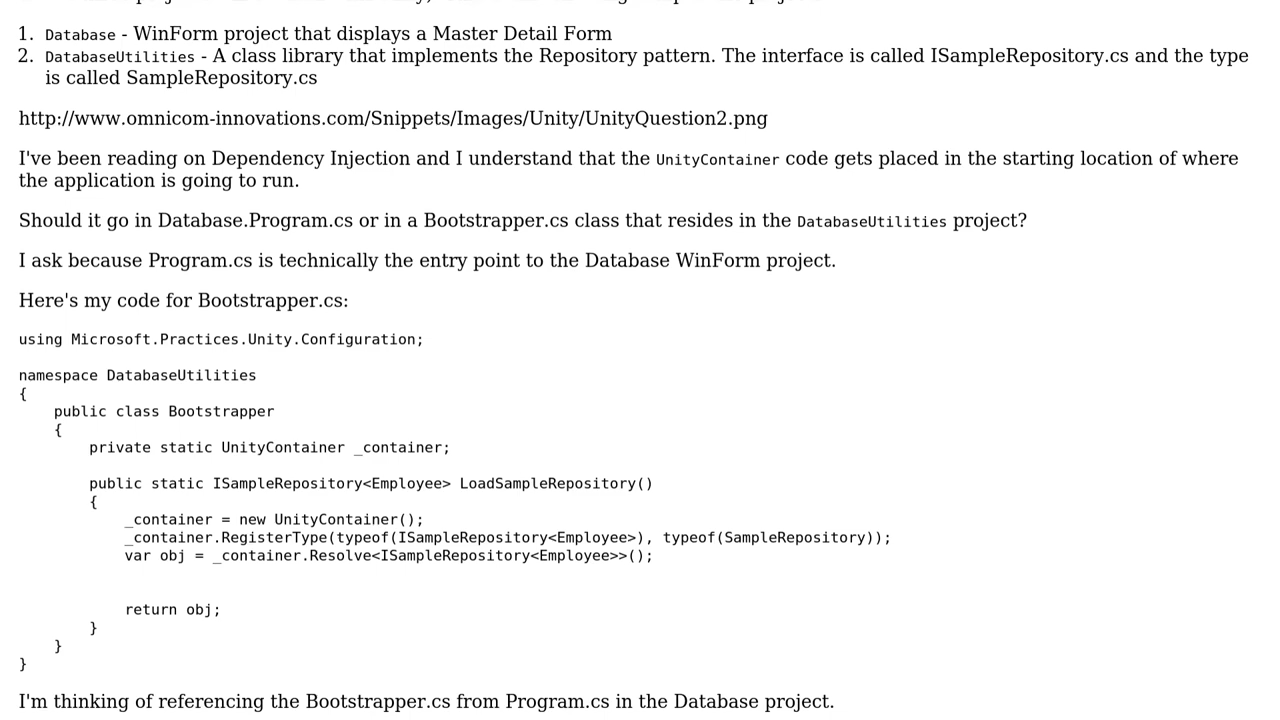 1. Database - WinForm project that displays a Master Detail Form
2. DatabaseUtilities - A class library that implements the Repository pattern. The interface is called ISampleRepository.cs and the type
is called SampleRepository.cs
http://www.omnicom-innovations.com/Snippets/Images/Unity/UnityQuestion2.png
I've been reading on Dependency Injection and I understand that the UnityContainer code gets placed in the starting location of where
the application is going to run.
Should it go in Database.Program.cs or in a Bootstrapper.cs class that resides in the DatabaseUtilities project?
I ask because Program.cs is technically the entry point to the Database WinForm project.
Here's my code for Bootstrapper.cs:
using Microsoft.Practices.Unity.Configuration;
namespace DatabaseUtilities
{
    public class Bootstrapper
    {
        private static UnityContainer _container;
        public static ISampleRepository<Employee> LoadSampleRepository()
        {
            _container = new UnityContainer();
            _container.RegisterType(typeof(ISampleRepository<Employee>), typeof(SampleRepository));
            var obj = _container.Resolve<ISampleRepository<Employee>>();
            return obj;
        }
    }
}
I'm thinking of referencing the Bootstrapper.cs from Program.cs in the Database project.